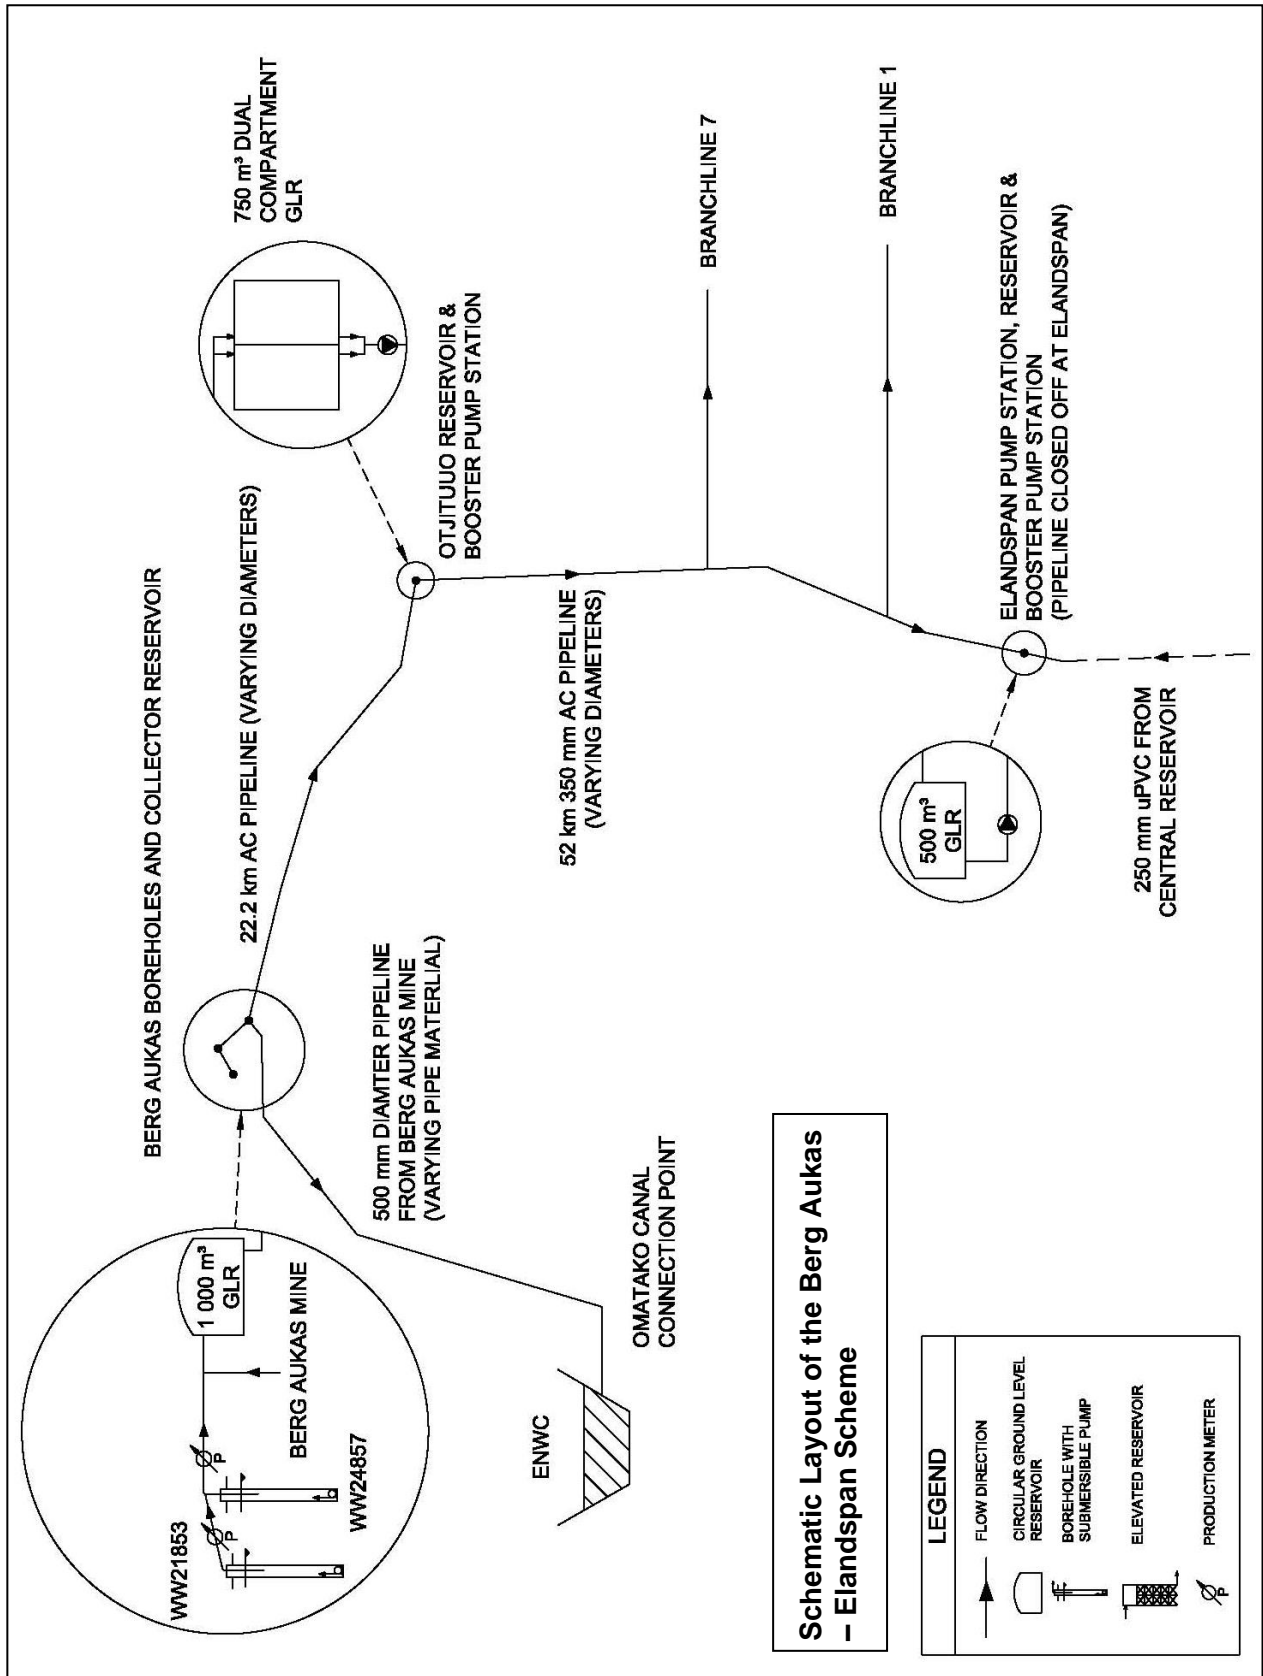 BERG AUKAS BOREHOLES AND COLLECTOR RESERVOIR
WW21853
P
WW24857
P
BERG AUKAS MINE
1 000 m³
GLR
22.2 km AC PIPELINE (VARYING DIAMETERS)
750 m³ DUAL
COMPARTMENT
GLR
OTJITUUO RESERVOIR &
BOOSTER PUMP STATION
500 mm DIAMTER PIPELINE
FROM BERG AUKAS MINE
(VARYING PIPE MATERLIAL)
ENWC
OMATAKO CANAL
CONNECTION POINT
52 km 350 mm AC PIPELINE
(VARYING DIAMETERS)
BRANCHLINE 7
BRANCHLINE 1
500 m³
GLR
ELANDSPAN PUMP STATION, RESERVOIR &
BOOSTER PUMP STATION
(PIPELINE CLOSED OFF AT ELANDSPAN)
250 mm uPVC FROM
CENTRAL RESERVOIR
Schematic Layout of the Berg Aukas
– Elandspan Scheme
LEGEND
FLOW DIRECTION
CIRCULAR GROUND LEVEL
RESERVOIR
BOREHOLE WITH
SUBMERSIBLE PUMP
ELEVATED RESERVOIR
P
PRODUCTION METER